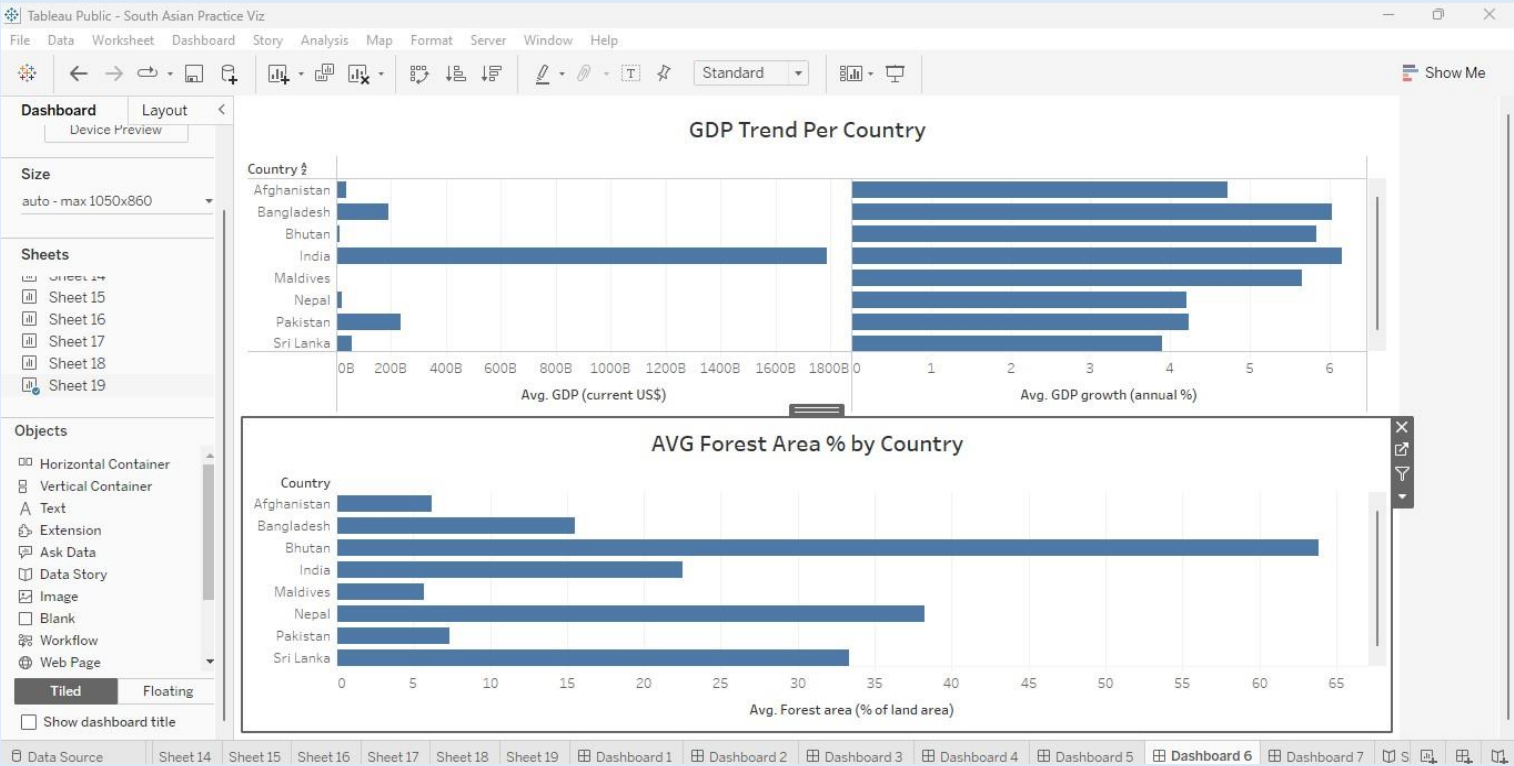 Tableau Public - South Asian Practice Viz
File Data Worksheet Dashboard Story Analysis Map Format Server Window Help
Standard
Show Me
Dashboard Layout
Device Preview
Size
auto - max 1050x860
Sheets
Sheet 14
Sheet 15
Sheet 16
Sheet 17
Sheet 18
Sheet 19
Objects
Horizontal Container
Vertical Container
A Text
Extension
Ask Data
Data Story
Image
Blank
Workflow
Web Page
Tiled Floating
Show dashboard title
GDP Trend Per Country
Country
Afghanistan
Bangladesh
Bhutan
India
Maldives
Nepal
Pakistan
Sri Lanka
0B 200B 400B 600B 800B 1000B 1200B 1400B 1600B 1800B 0 1 2 3 4 5 6
Avg. GDP (current US$) Avg. GDP growth (annual %)
AVG Forest Area % by Country
Country
Afghanistan
Bangladesh
Bhutan
India
Maldives
Nepal
Pakistan
Sri Lanka
0 5 10 15 20 25 30 35 40 45 50 55 60 65
Avg. Forest area (% of land area)
Data Source Sheet 14 Sheet 15 Sheet 16 Sheet 17 Sheet 18 Sheet 19 Dashboard 1 Dashboard 2 Dashboard 3 Dashboard 4 Dashboard 5 Dashboard 6 Dashboard 7 S